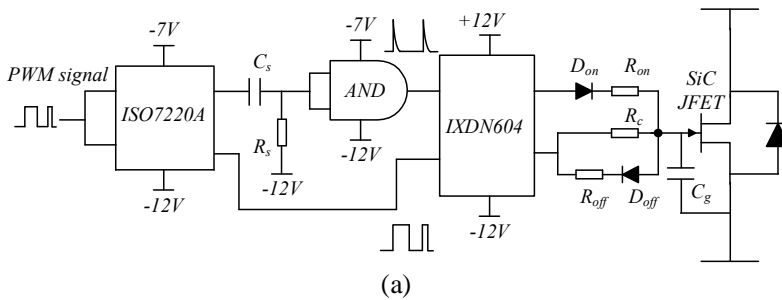 PWM signal
-7V
ISO7220A
-12V
C_s
R_s
-12V
-7V
AND
-12V
+12V
IXDN604
-12V
D_on
R_on
R_c
R_off
D_off
C_g
SiC
JFET
(a)